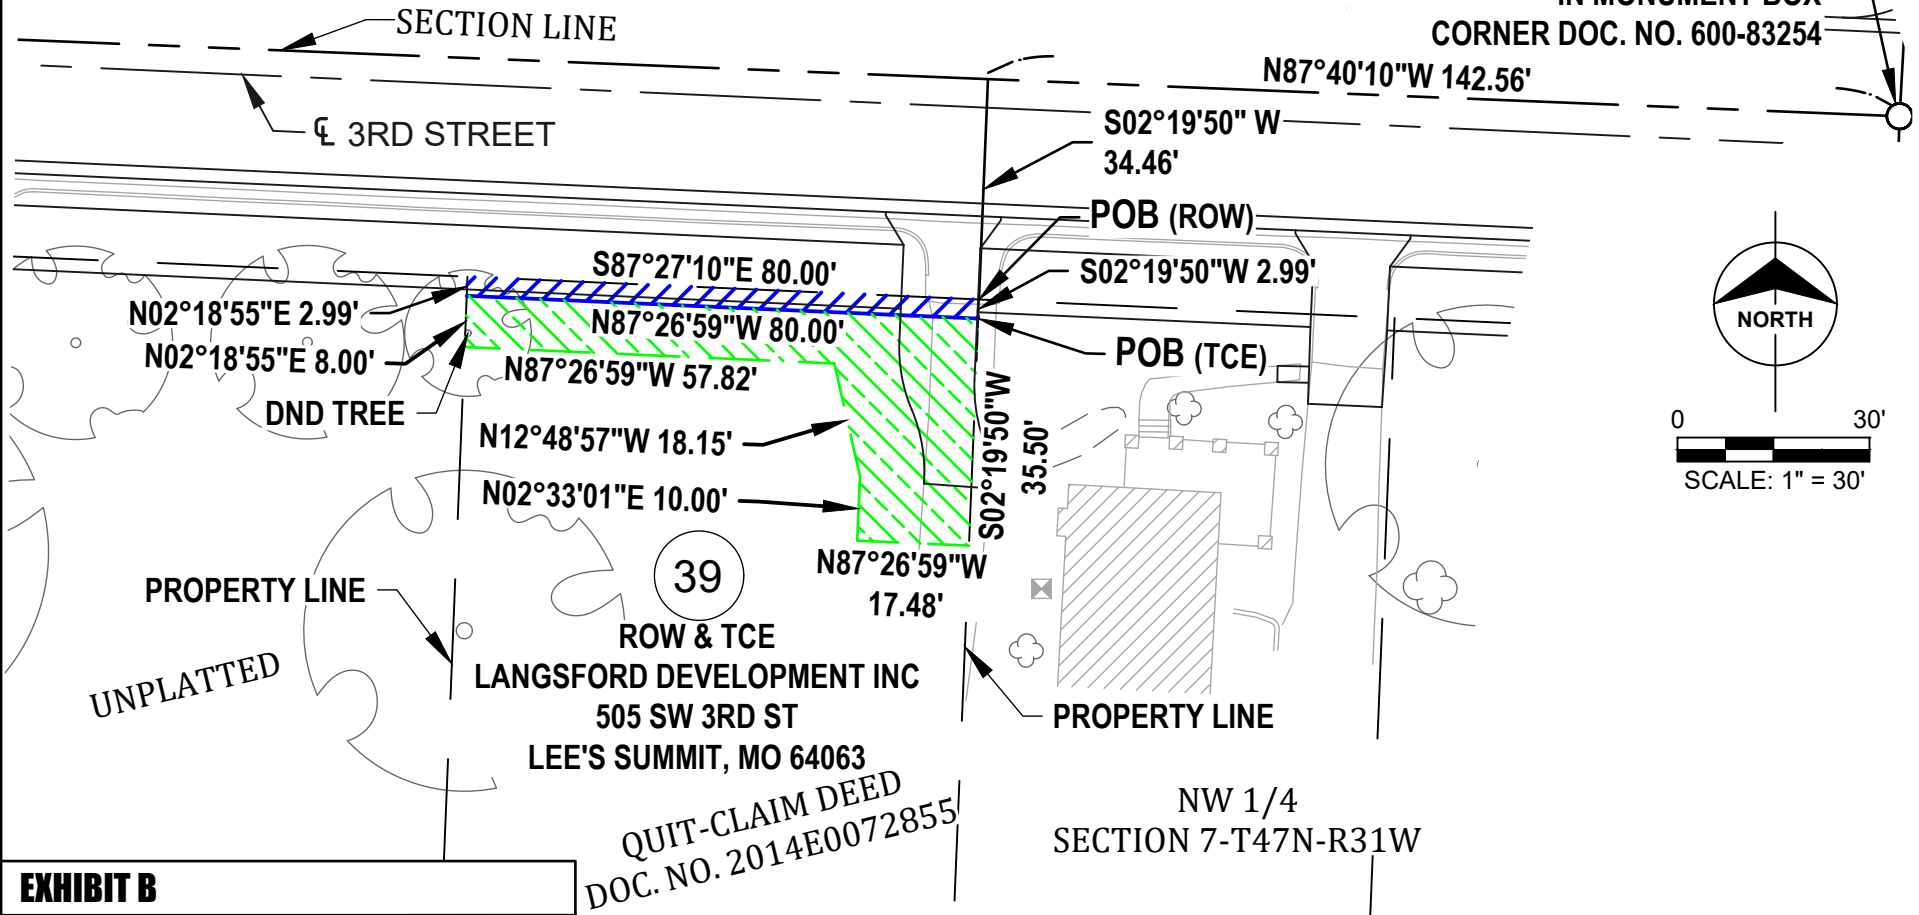 IN MONUMENT BOX
CORNER DOC. NO. 600-83254
SECTION LINE
N87°40'10"W 142.56'
℄ 3RD STREET
S02°19'50" W
34.46'
POB (ROW)
S87°27'10"E 80.00'
S02°19'50"W 2.99'
N02°18'55"E 2.99'
N87°26'59"W 80.00'
NORTH
N02°18'55"E 8.00'
POB (TCE)
N87°26'59"W 57.82'
DND TREE
S02°19'50"W
35.50'
N12°48'57"W 18.15'
0 30'
SCALE: 1" = 30'
N02°33'01"E 10.00'
N87°26'59"W
17.48'
39
PROPERTY LINE
ROW & TCE
LANGSFORD DEVELOPMENT INC
505 SW 3RD ST
LEE'S SUMMIT, MO 64063
UNPLATTED
PROPERTY LINE
QUIT-CLAIM DEED
DOC. NO. 2014E0072855
NW 1/4
SECTION 7-T47N-R31W
EXHIBIT B